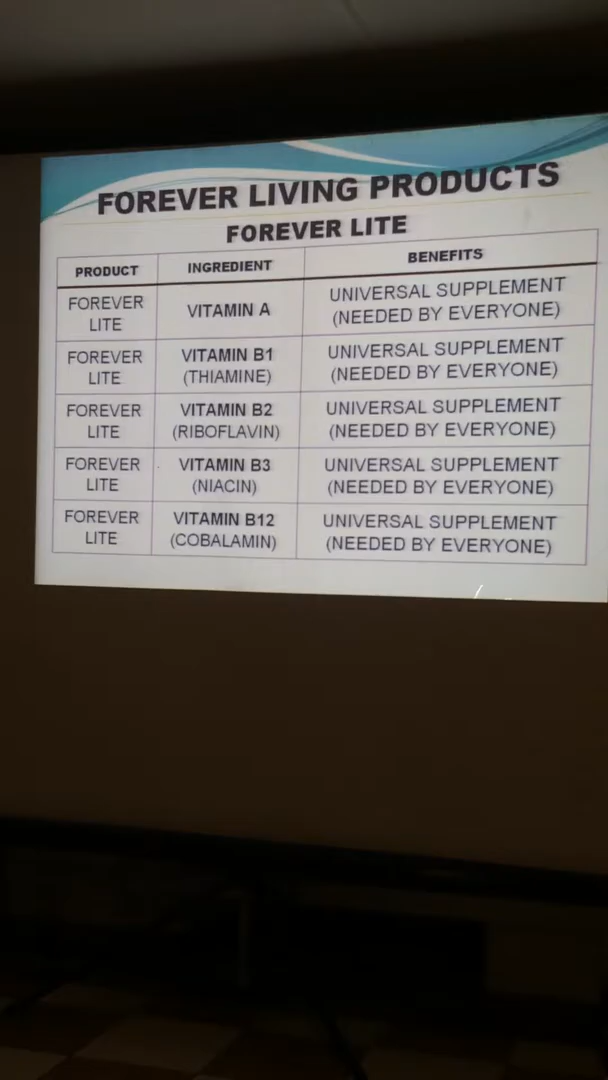 FOREVER LIVING PRODUCTS
FOREVER LITE
PRODUCT INGREDIENT BENEFITS
FOREVER LITE VITAMIN A UNIVERSAL SUPPLEMENT
(NEEDED BY EVERYONE)
FOREVER LITE VITAMIN B1 UNIVERSAL SUPPLEMENT
(THIAMINE) (NEEDED BY EVERYONE)
FOREVER LITE VITAMIN B2 UNIVERSAL SUPPLEMENT
(RIBOFLAVIN) (NEEDED BY EVERYONE)
FOREVER LITE VITAMIN B3 UNIVERSAL SUPPLEMENT
(NIACIN) (NEEDED BY EVERYONE)
FOREVER LITE VITAMIN B12 UNIVERSAL SUPPLEMENT
(COBALAMIN) (NEEDED BY EVERYONE)